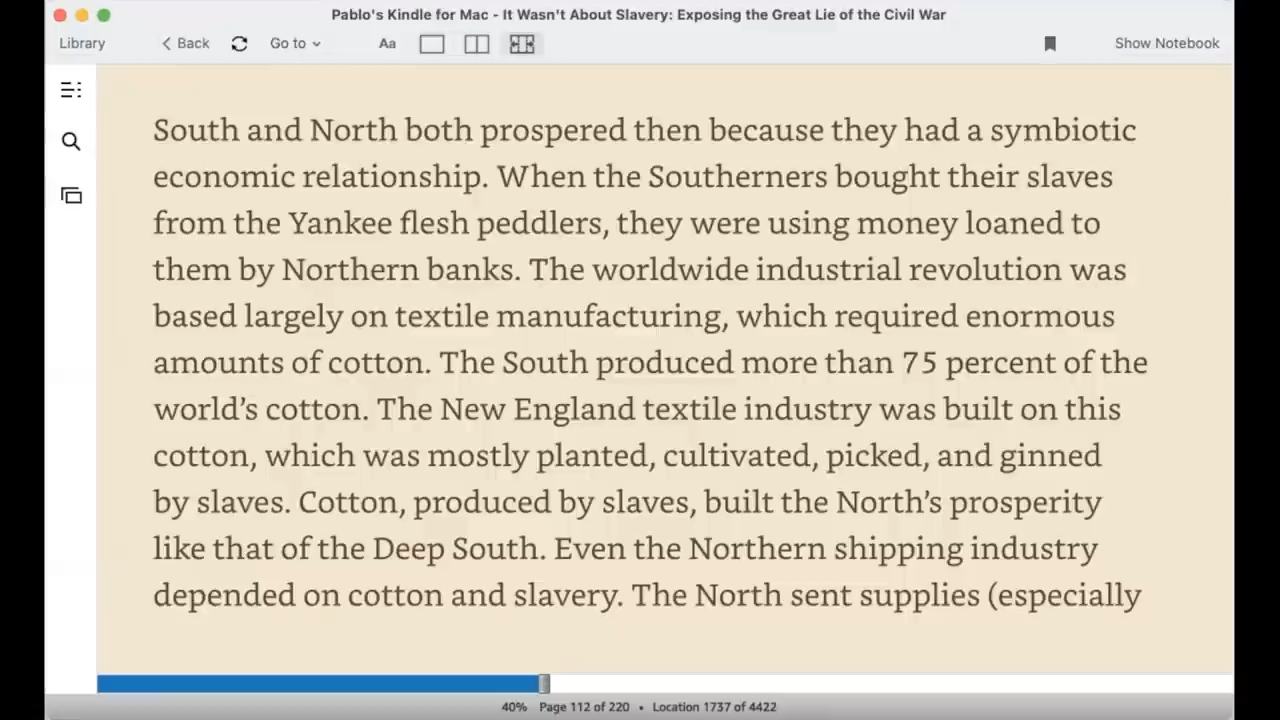 Pablo's Kindle for Mac - It Wasn't About Slavery: Exposing the Great Lie of the Civil War
Library
Back
Go to
Aa
Show Notebook
South and North both prospered then because they had a symbiotic
economic relationship. When the Southerners bought their slaves
from the Yankee flesh peddlers, they were using money loaned to
them by Northern banks. The worldwide industrial revolution was
based largely on textile manufacturing, which required enormous
amounts of cotton. The South produced more than 75 percent of the
world’s cotton. The New England textile industry was built on this
cotton, which was mostly planted, cultivated, picked, and ginned
by slaves. Cotton, produced by slaves, built the North’s prosperity
like that of the Deep South. Even the Northern shipping industry
depended on cotton and slavery. The North sent supplies (especially
40% Page 112 of 220 • Location 1737 of 4422